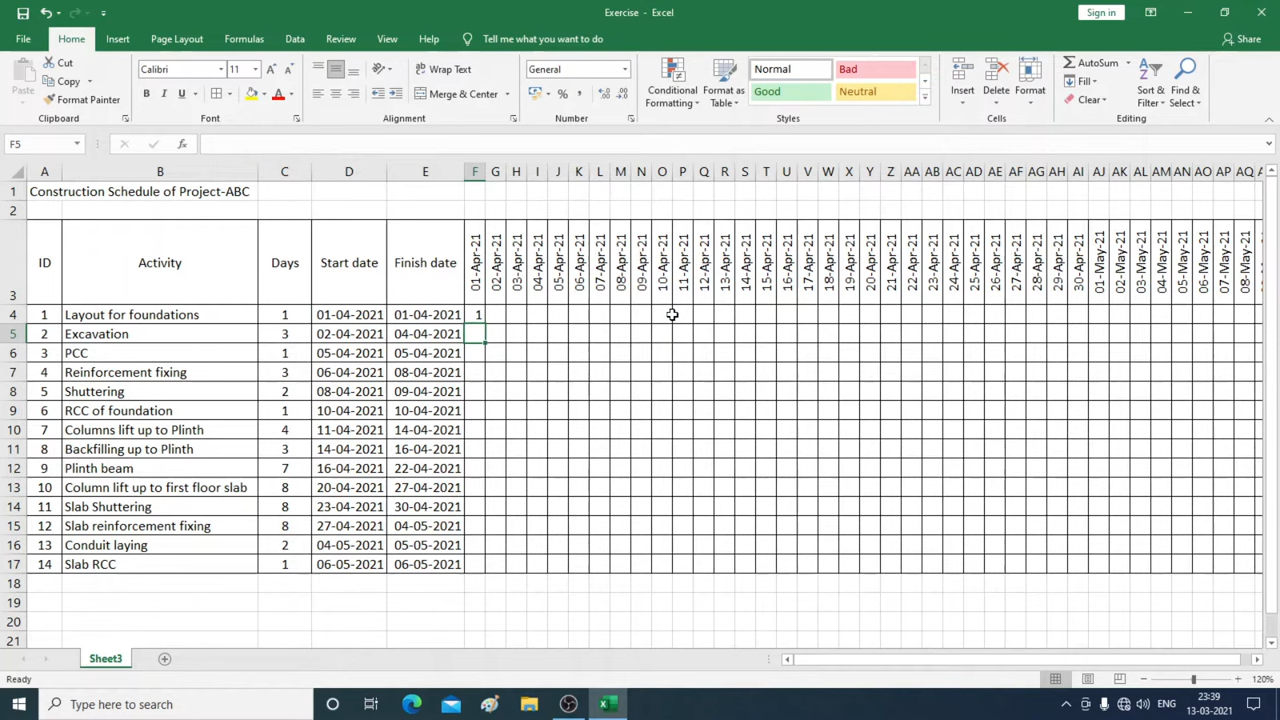 Exercise - Excel
Sign in
File Home Insert Page Layout Formulas Data Review View Help Tell me what you want to do Share
Cut
Copy
Format Painter
Paste
Clipboard
Calibri 11
B I U
Font
Wrap Text
Merge & Center
Alignment
General
Number
Conditional Formatting
Format as Table
Normal Bad
Good Neutral
Styles
Insert Delete Format
Cells
AutoSum
Fill
Clear
Sort & Filter
Find & Select
Editing
F5
A B C D E F G H I J K L M N O P Q R S T U V W X Y Z AA AB AC AD AE AF AG AH AI AJ AK AL AM AN AO AP AQ
1 Construction Schedule of Project-ABC
2
3 ID Activity Days Start date Finish date 01-Apr-21 02-Apr-21 03-Apr-21 04-Apr-21 05-Apr-21 06-Apr-21 07-Apr-21 08-Apr-21 09-Apr-21 10-Apr-21 11-Apr-21 12-Apr-21 13-Apr-21 14-Apr-21 15-Apr-21 16-Apr-21 17-Apr-21 18-Apr-21 19-Apr-21 20-Apr-21 21-Apr-21 22-Apr-21 23-Apr-21 24-Apr-21 25-Apr-21 26-Apr-21 27-Apr-21 28-Apr-21 29-Apr-21 30-Apr-21 01-May-21 02-May-21 03-May-21 04-May-21 05-May-21 06-May-21 07-May-21 08-May-21
4 1 Layout for foundations 1 01-04-2021 01-04-2021 1
5 2 Excavation 3 02-04-2021 04-04-2021
6 3 PCC 1 05-04-2021 05-04-2021
7 4 Reinforcement fixing 3 06-04-2021 08-04-2021
8 5 Shuttering 2 08-04-2021 09-04-2021
9 6 RCC of foundation 1 10-04-2021 10-04-2021
10 7 Columns lift up to Plinth 4 11-04-2021 14-04-2021
11 8 Backfilling up to Plinth 3 14-04-2021 16-04-2021
12 9 Plinth beam 7 16-04-2021 22-04-2021
13 10 Column lift up to first floor slab 8 20-04-2021 27-04-2021
14 11 Slab Shuttering 8 23-04-2021 30-04-2021
15 12 Slab reinforcement fixing 8 27-04-2021 04-05-2021
16 13 Conduit laying 2 04-05-2021 05-05-2021
17 14 Slab RCC 1 06-05-2021 06-05-2021
18
19
20
21
Sheet3
Ready
120%
Type here to search
ENG
23:39
13-03-2021